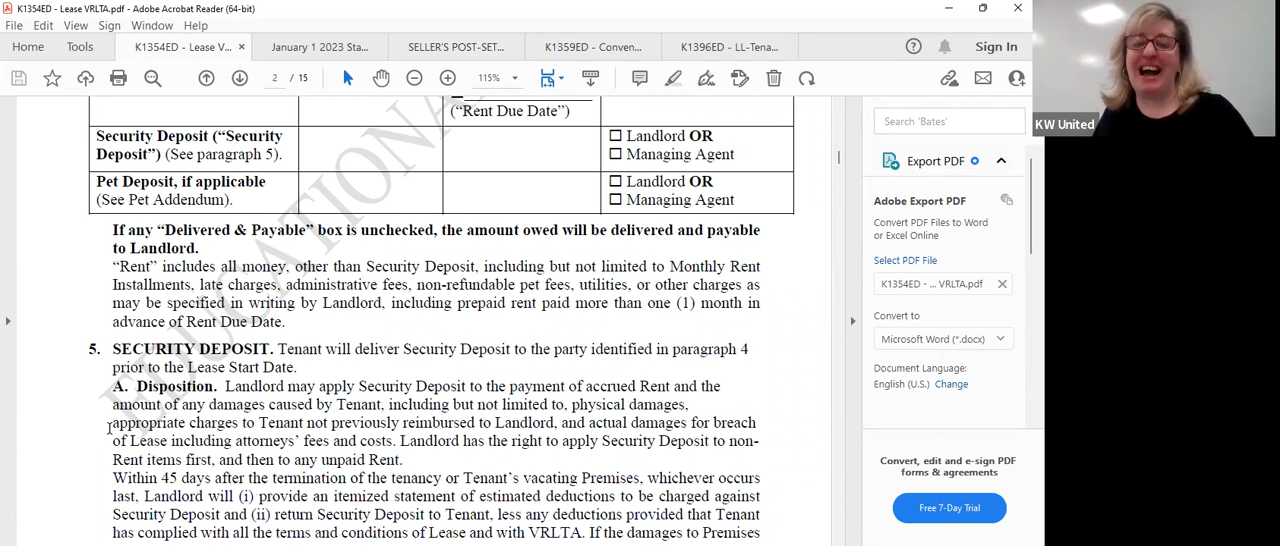 K1354ED - Lease VRLTA.pdf - Adobe Acrobat Reader (64-bit)
File Edit View Sign Window Help
Home Tools K1354ED - Lease V... January 1 2023 Sta... SELLER'S POST-SET... K1359ED - Conven... K1396ED - LL-Tena... Sign In
2 / 15 115%
KW United
("Rent Due Date")
Security Deposit ("Security ☐ Landlord OR
Deposit") (See paragraph 5). ☐ Managing Agent
Pet Deposit, if applicable ☐ Landlord OR
(See Pet Addendum). ☐ Managing Agent
If any "Delivered & Payable" box is unchecked, the amount owed will be delivered and payable
to Landlord.
"Rent" includes all money, other than Security Deposit, including but not limited to Monthly Rent
Installments, late charges, administrative fees, non-refundable pet fees, utilities, or other charges as
may be specified in writing by Landlord, including prepaid rent paid more than one (1) month in
advance of Rent Due Date.
5. SECURITY DEPOSIT. Tenant will deliver Security Deposit to the party identified in paragraph 4
prior to the Lease Start Date.
A. Disposition. Landlord may apply Security Deposit to the payment of accrued Rent and the
amount of any damages caused by Tenant, including but not limited to, physical damages,
appropriate charges to Tenant not previously reimbursed to Landlord, and actual damages for breach
of Lease including attorneys' fees and costs. Landlord has the right to apply Security Deposit to non-
Rent items first, and then to any unpaid Rent.
Within 45 days after the termination of the tenancy or Tenant's vacating Premises, whichever occurs
last, Landlord will (i) provide an itemized statement of estimated deductions to be charged against
Security Deposit and (ii) return Security Deposit to Tenant, less any deductions provided that Tenant
has complied with all the terms and conditions of Lease and with VRLTA. If the damages to Premises
EDUCATIONA
Search 'Bates'
Export PDF
Adobe Export PDF
Convert PDF Files to Word
or Excel Online
Select PDF File
K1354ED - ... VRLTA.pdf
Convert to
Microsoft Word (*.docx)
Document Language:
English (U.S.) Change
Convert, edit and e-sign PDF
forms & agreements
Free 7-Day Trial